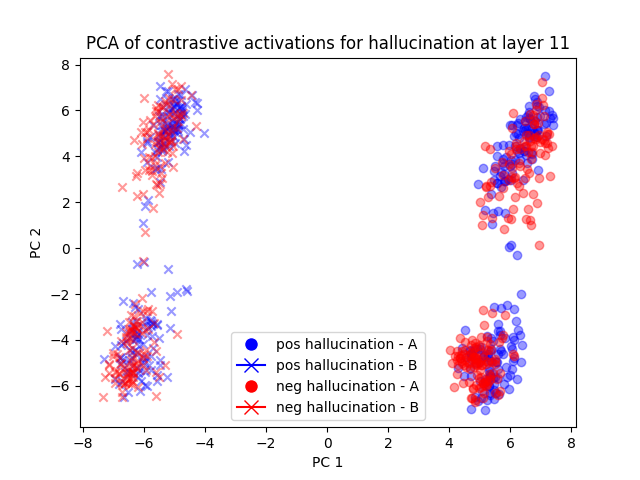 PCA of contrastive activations for hallucination at layer 11
8
6
4
2
0
−2
−4
−6
PC 2
pos hallucination - A
pos hallucination - B
neg hallucination - A
neg hallucination - B
−8 −6 −4 −2 0 2 4 6 8
PC 1